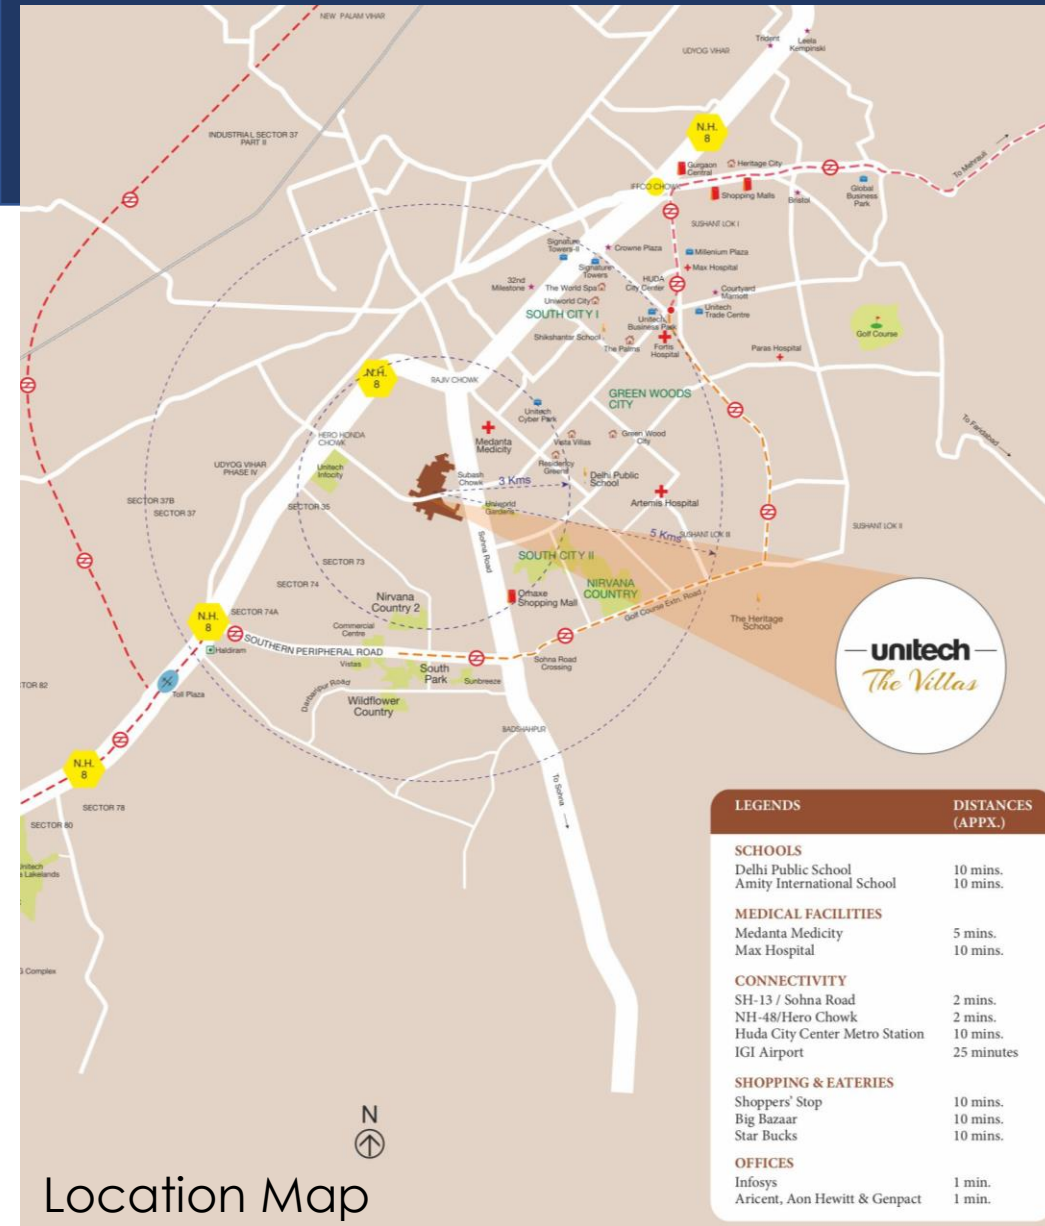 NEW PALAM VIHAR
Trident
Leela
Kempinski
UDYOG VIHAR
N.H.
8
INDUSTRIAL SECTOR 37
PART II
Gurgaon
Central
Heritage City
To Mehrauli
IFFCO CHOWK
Shopping Malls
Bristol
Global
Business
Park
SUSHANT LOK I
Signature
Towers-II
Crowne Plaza
Millenium Plaza
Signature
Towers
Max Hospital
32nd
Milestone
The World Spa
HUDA
City Center
Courtyard
Marriott
Uniworld City
SOUTH CITY I
Unitech
Business Park
Unitech
Trade Centre
Golf Course
Shikshantar School
The Palms
Fortis
Hospital
Paras Hospital
N.H.
8
RAJIV CHOWK
GREEN WOODS
CITY
Unitech
Cyber Park
To Faridabad
HERO HONDA
CHOWK
Medanta
Medicity
Vista Villas
Green Wood
City
UDYOG VIHAR
PHASE IV
Unitech
Infocity
Residency
Greens
Subash
Chowk
3 Kms
Delhi Public
School
SECTOR 37B
SECTOR 37
SECTOR 35
Uniworld
Gardens
Artemis Hospital
SUSHANT LOK II
5 Kms
SUSHANT LOK III
Sohna Road
SOUTH CITY II
SECTOR 73
SECTOR 74
NIRVANA
COUNTRY
Nirvana
Country 2
Omaxe
Shopping Mall
Golf Course Extn. Road
The Heritage
School
N.H.
8
SECTOR 74A
Commercial
Centre
Haldiram
SOUTHERN PERIPHERAL ROAD
Vistas
South
Park
Sunbreeze
Sohna Road
Crossing
unitech
The Villas
TOR 82
Toll Plaza
Darbaripur Road
Wildflower
Country
BADSHAHPUR
N.H.
8
To Sohna
SECTOR 78
SECTOR 80
Lakelands
Complex
LEGENDS DISTANCES
(APPX.)
SCHOOLS
Delhi Public School 10 mins.
Amity International School 10 mins.
MEDICAL FACILITIES
Medanta Medicity 5 mins.
Max Hospital 10 mins.
CONNECTIVITY
SH-13 / Sohna Road 2 mins.
NH-48/Hero Chowk 2 mins.
Huda City Center Metro Station 10 mins.
IGI Airport 25 minutes
SHOPPING & EATERIES
Shoppers' Stop 10 mins.
Big Bazaar 10 mins.
Star Bucks 10 mins.
OFFICES
Infosys 1 min.
Aricent, Aon Hewitt & Genpact 1 min.
N
Location Map